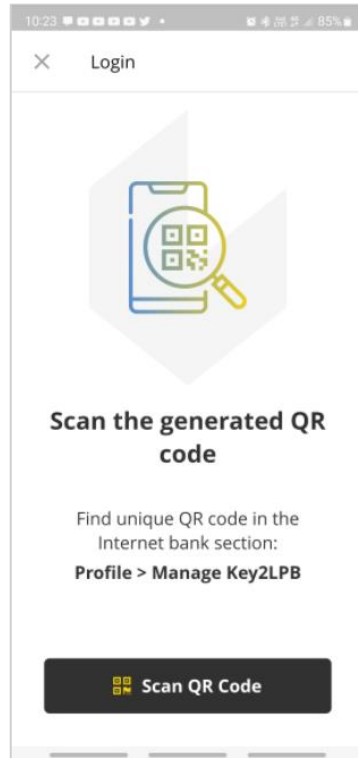 10:23
85%
Login
Scan the generated QR
code
Find unique QR code in the
Internet bank section:
Profile > Manage Key2LPB
Scan QR Code